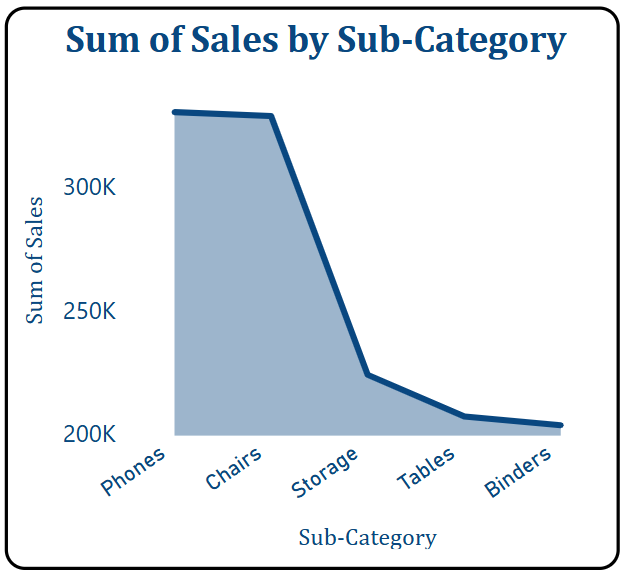 Sum of Sales by Sub-Category
Sum of Sales
300K
250K
200K
Phones
Chairs
Storage
Tables
Binders
Sub-Category